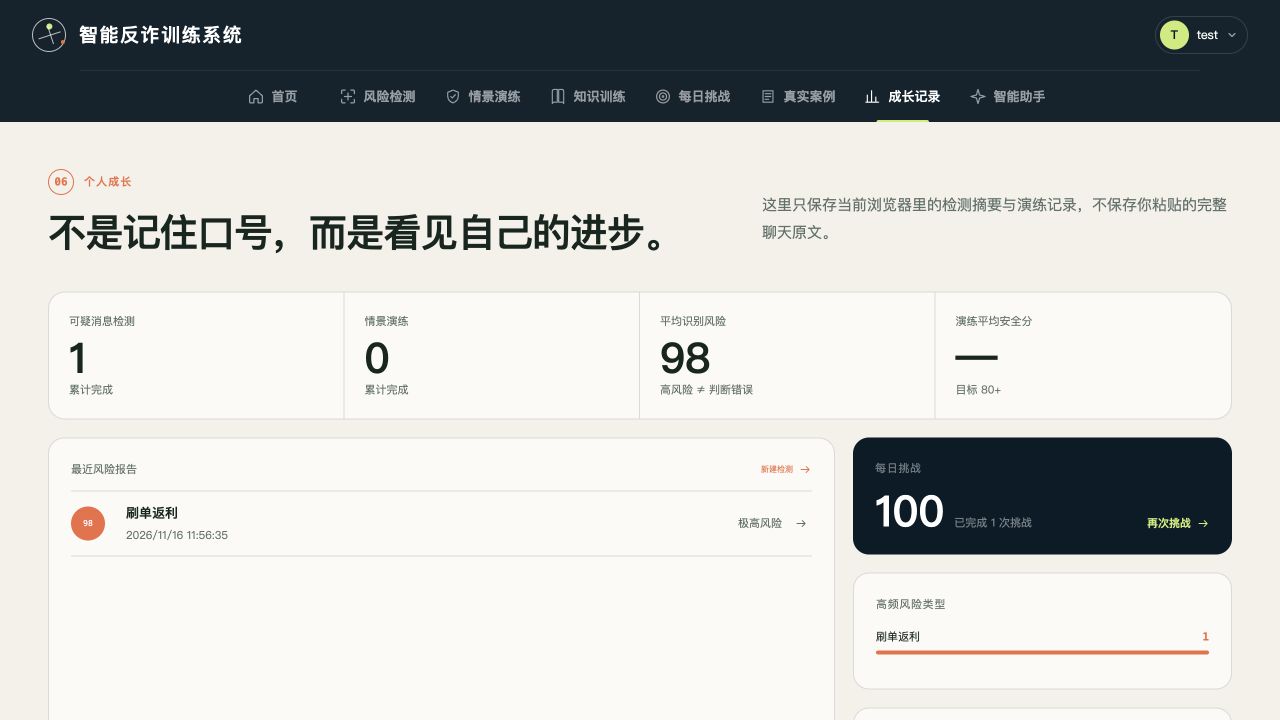 智能反诈训练系统
T test
首页 风险检测 情景演练 知识训练 每日挑战 真实案例 成长记录 智能助手
06 个人成长
不是记住口号，而是看见自己的进步。
这里只保存当前浏览器里的检测摘要与演练记录，不保存你粘贴的完整
聊天原文。
可疑消息检测
1
累计完成
情景演练
0
累计完成
平均识别风险
98
高风险 ≠ 判断错误
演练平均安全分
—
目标 80+
最近风险报告
新建检测 →
98
刷单返利
2026/11/16 11:56:35
极高风险 →
每日挑战
100 已完成 1 次挑战
再次挑战 →
高频风险类型
刷单返利 1